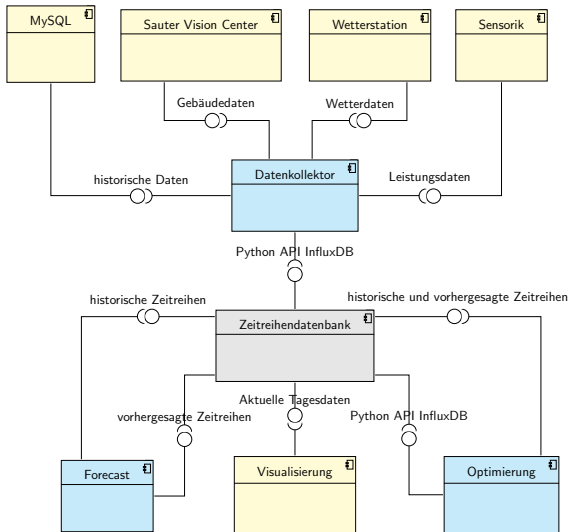 MySQL
Sauter Vision Center
Wetterstation
Sensorik
Gebäudedaten
Wetterdaten
historische Daten
Datenkollektor
Leistungsdaten
Python API InfluxDB
historische Zeitreihen
historische und vorhergesagte Zeitreihen
Zeitreihendatenbank
Aktuelle Tagesdaten
vorhergesagte Zeitreihen
Python API InfluxDB
Forecast
Visualisierung
Optimierung